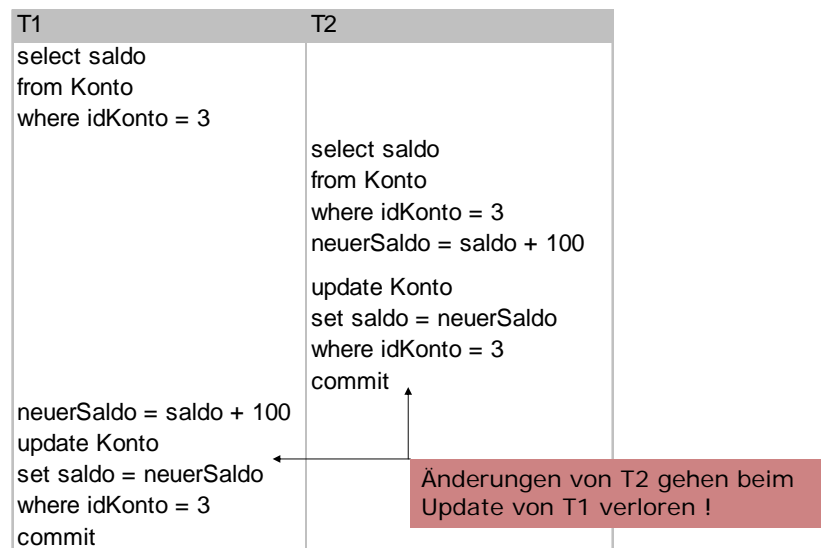 T1
T2
select saldo
from Konto
where idKonto = 3
select saldo
from Konto
where idKonto = 3
neuerSaldo = saldo + 100
update Konto
set saldo = neuerSaldo
where idKonto = 3
commit
neuerSaldo = saldo + 100
update Konto
set saldo = neuerSaldo
where idKonto = 3
commit
Änderungen von T2 gehen beim
Update von T1 verloren !